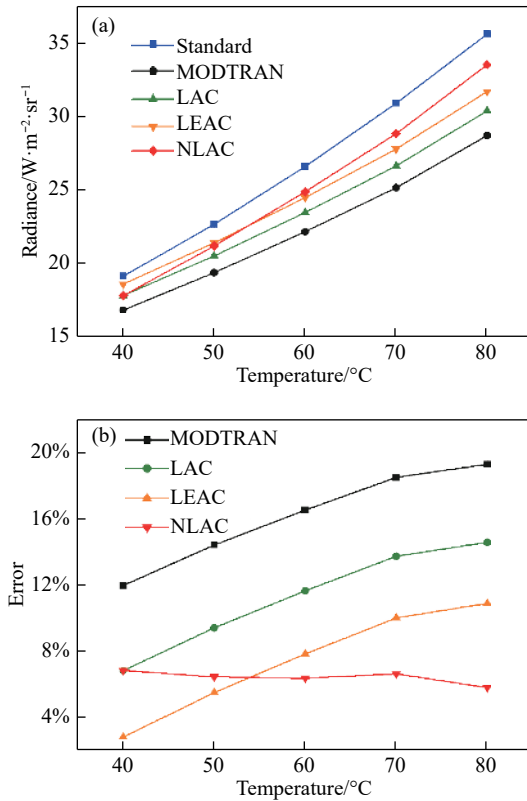 (a)
Standard
MODTRAN
LAC
LEAC
NLAC
35
30
25
20
15
Radiance/W·m⁻²·sr⁻¹
40 50 60 70 80
Temperature/°C
(b)
MODTRAN
LAC
LEAC
NLAC
20%
16%
12%
8%
4%
Error
40 50 60 70 80
Temperature/°C